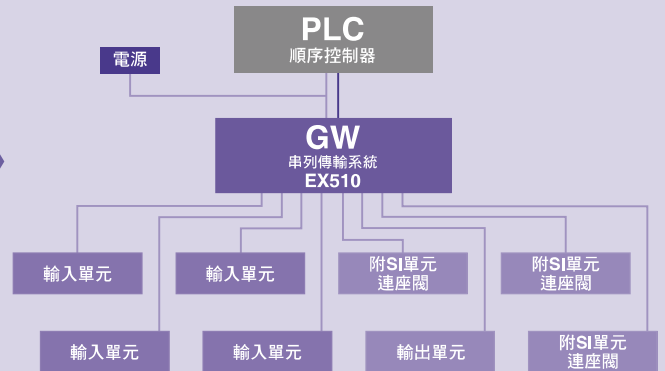 PLC
順序控制器
電源
GW
串列傳輸系統
EX510
輸入單元
輸入單元
附SI單元
連座閥
附SI單元
連座閥
輸入單元
輸入單元
輸出單元
附SI單元
連座閥